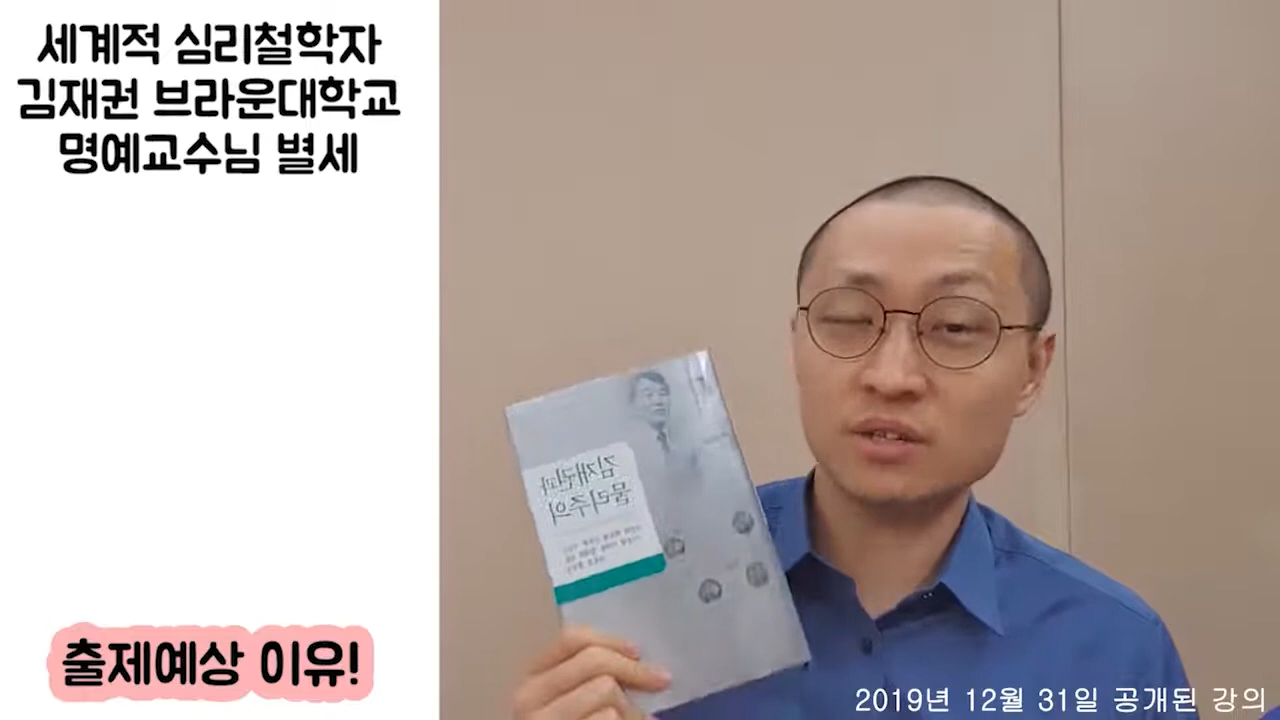 세계적 심리철학자
김재권 브라운대학교
명예교수님 별세
김재권과
물리주의
출제예상 이유!
2019년 12월 31일 공개된 강의